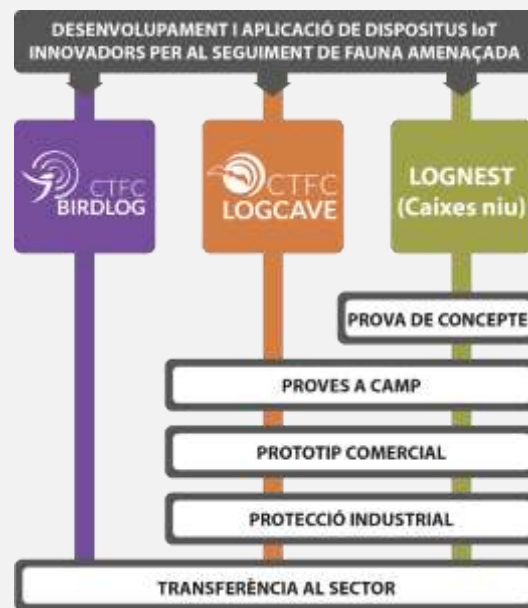 DESENVOLUPAMENT I APLICACIÓ DE DISPOSITUS IoT
INNOVADORS PER AL SEGUIMENT DE FAUNA AMENAÇADA
CTFC
BIRDLOG
CTFC
LOGCAVE
LOGNEST
(Caixes niu)
PROVA DE CONCEPTE
PROVES A CAMP
PROTOTIP COMERCIAL
PROTECCIÓ INDUSTRIAL
TRANSFERÈNCIA AL SECTOR